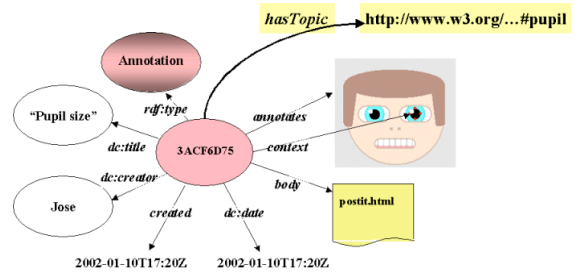 hasTopic
http://www.w3.org/...#pupil
Annotation
rdf:type
"Pupil size"
annotates
dc:title
3ACF6D75
context
dc:creator
body
Jose
created
dc:date
postit.html
2002-01-10T17:20Z
2002-01-10T17:20Z